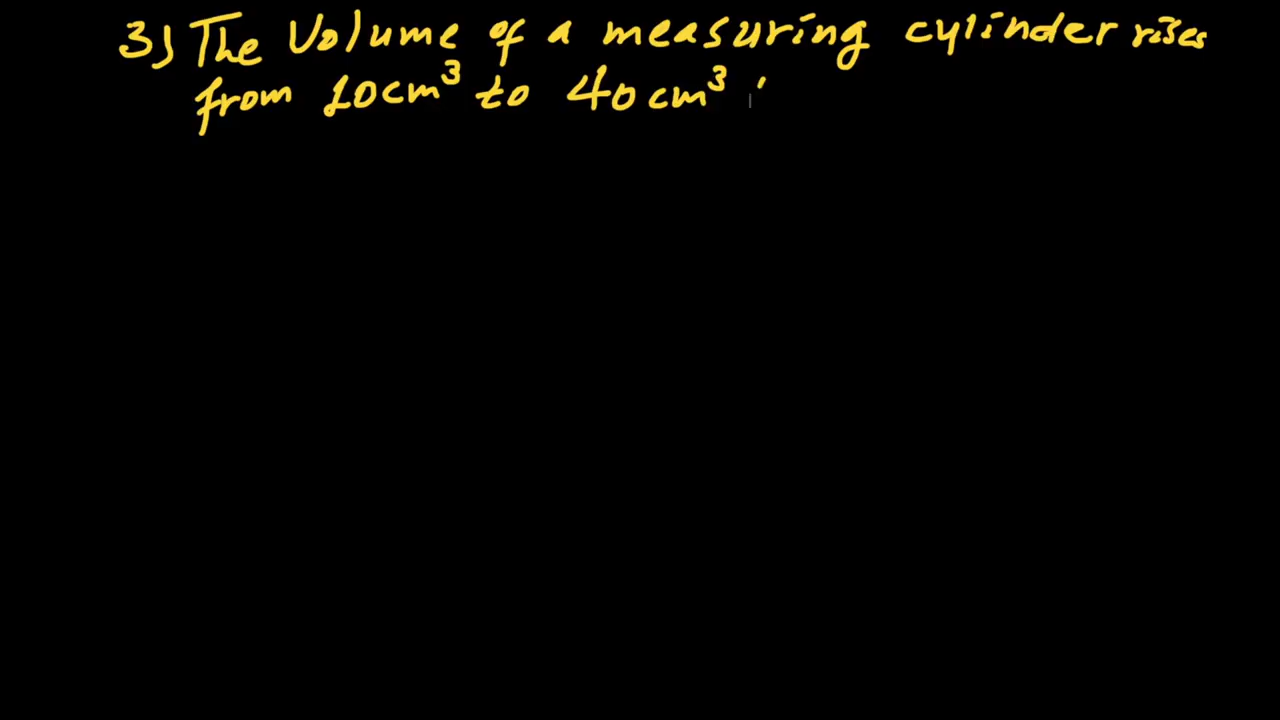 3) The Volume of a measuring cylinder rises
from 10cm³ to 40cm³